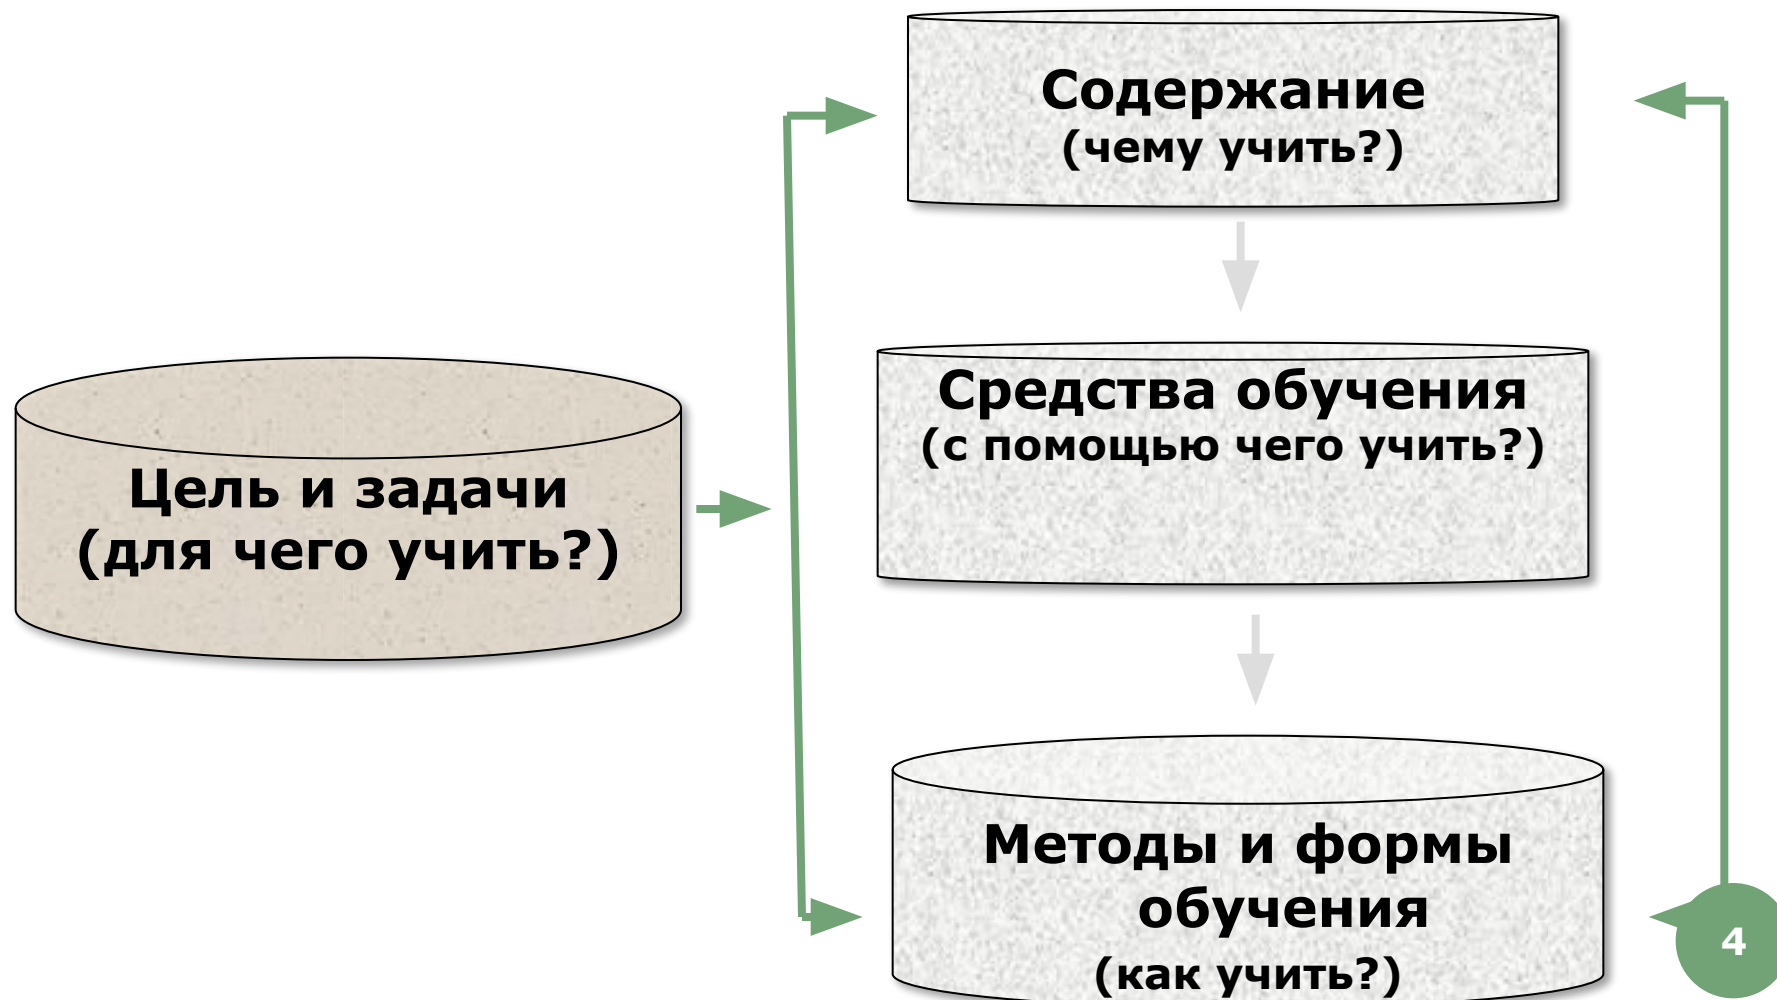 Содержание
(чему учить?)
Средства обучения
(с помощью чего учить?)
Цель и задачи
(для чего учить?)
Методы и формы
обучения
(как учить?)
4